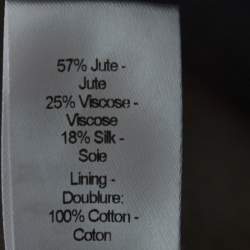 57% Jute -
Jute
25% Viscose -
Viscose
18% Silk -
Soie
Lining -
Doublure:
100% Cotton -
Coton